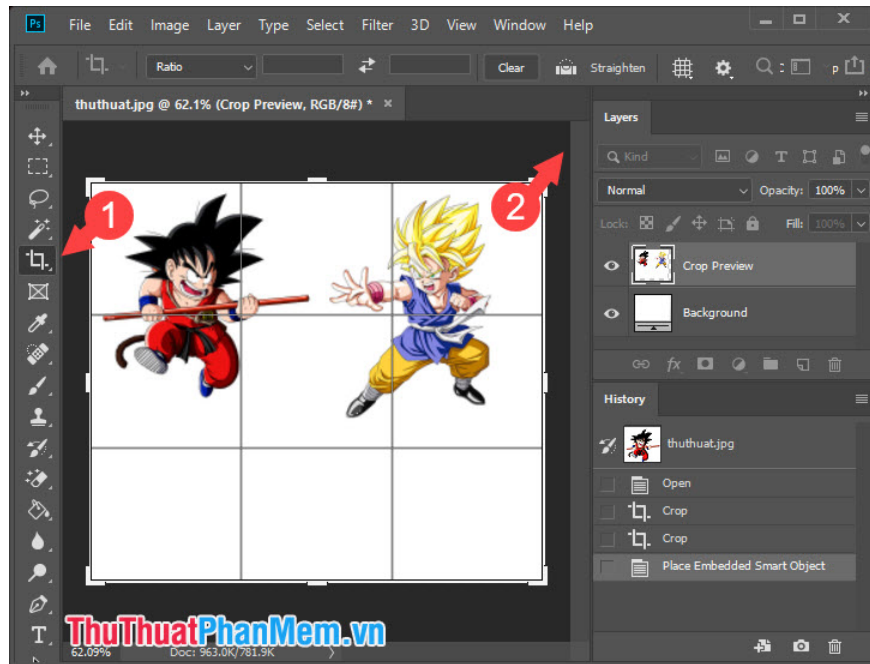 Ps File Edit Image Layer Type Select Filter 3D View Window Help
Ratio Clear Straighten
thuthuat.jpg @ 62.1% (Crop Preview, RGB/8#) * ×
1
2
Layers
Kind
Normal Opacity: 100%
Lock: Fill: 100%
Crop Preview
fx
Background
History
thuthuat.jpg
Open
Crop
Crop
Place Embedded Smart Object
ThuThuatPhanMem.vn
62.09% Doc: 963.0K/781.9K